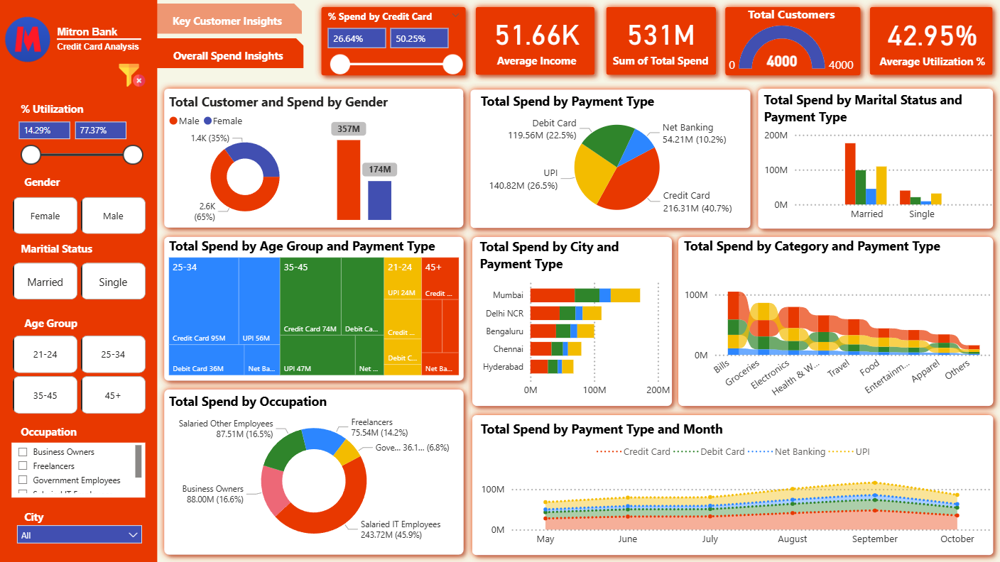 Mitron Bank
Credit Card Analysis
% Utilization
14.29%
77.37%
Gender
Female
Male
Maritial Status
Married
Single
Age Group
21-24
25-34
35-45
45+
Occupation
Business Owners
Freelancers
Government Employees
City
All
Key Customer Insights
Overall Spend Insights
% Spend by Credit Card
26.64%
50.25%
51.66K
Average Income
531M
Sum of Total Spend
Total Customers
0
4000
4000
42.95%
Average Utilization %
Total Customer and Spend by Gender
Male
Female
1.4K (35%)
2.6K
(65%)
357M
174M
Total Spend by Payment Type
Debit Card
119.56M (22.5%)
Net Banking
54.21M (10.2%)
UPI
140.82M (26.5%)
Credit Card
216.31M (40.7%)
Total Spend by Marital Status and
Payment Type
200M
100M
0M
Married
Single
Total Spend by Age Group and Payment Type
25-34
Credit Card 95M
UPI 56M
Debit Card 36M
Net Ba...
35-45
Credit Card 74M
Debit Ca...
UPI 47M
Net ...
21-24
UPI 24M
Credit ...
Debit C...
45+
Credit ...
Net Ba...
Total Spend by City and
Payment Type
Mumbai
Delhi NCR
Bengaluru
Chennai
Hyderabad
0M
100M
200M
Total Spend by Category and Payment Type
100M
0M
Bills
Groceries
Electronics
Health & W...
Travel
Food
Entertainm...
Apparel
Others
Total Spend by Occupation
Salaried Other Employees
87.51M (16.5%)
Freelancers
75.54M (14.2%)
Gove... 36.1... (6.8%)
Business Owners
88.00M (16.6%)
Salaried IT Employees
243.72M (45.9%)
Total Spend by Payment Type and Month
Credit Card
Debit Card
Net Banking
UPI
100M
0M
May
June
July
August
September
October